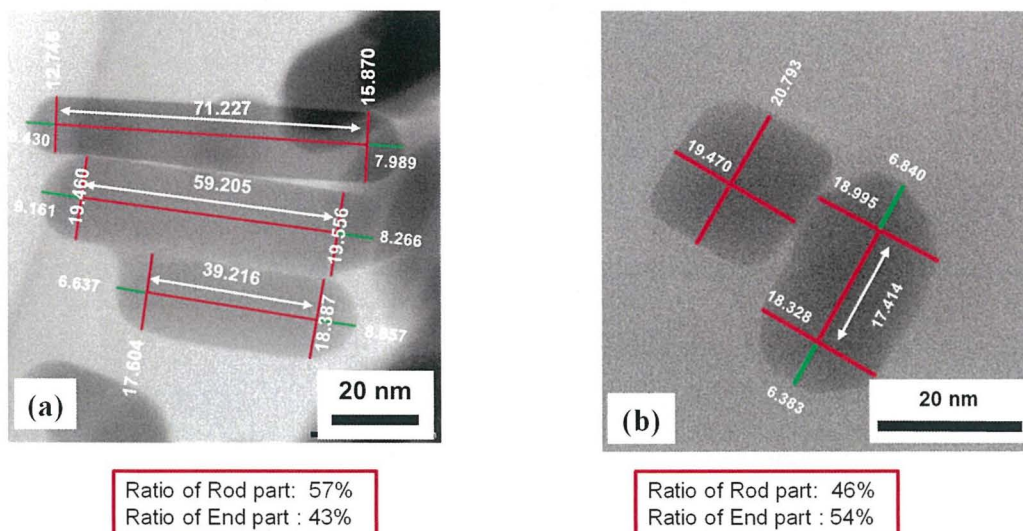 12.748
15.870
71.227
7.989
59.205
19.460
9.161
19.556
8.266
39.216
6.637
18.387
8.857
17.604
(a)
20 nm
20.793
19.470
6.840
18.995
17.414
18.328
6.383
(b)
20 nm
Ratio of Rod part: 57%
Ratio of End part : 43%
Ratio of Rod part: 46%
Ratio of End part : 54%